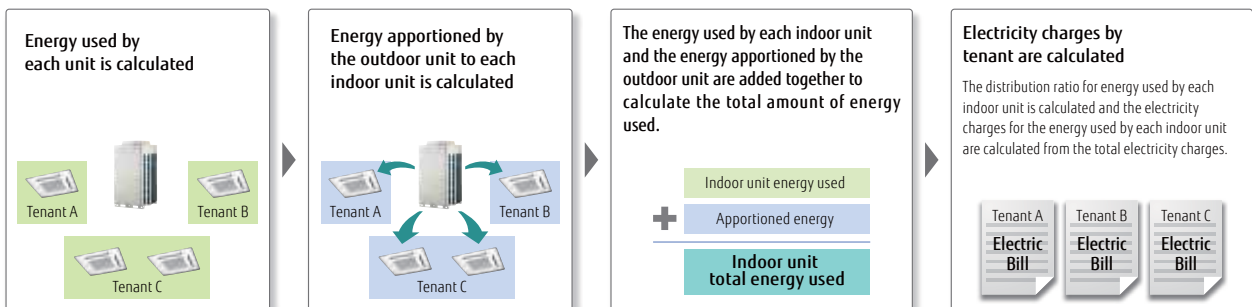 Energy used by
each unit is calculated
Tenant A
Tenant B
Tenant C
Energy apportioned by
the outdoor unit to each
indoor unit is calculated
Tenant A
Tenant B
Tenant C
The energy used by each indoor unit
and the energy apportioned by the
outdoor unit are added together to
calculate the total amount of energy
used.
Indoor unit energy used
+
Apportioned energy
Indoor unit
total energy used
Electricity charges by
tenant are calculated
The distribution ratio for energy used by each
indoor unit is calculated and the electricity
charges for the energy used by each indoor unit
are calculated from the total electricity charges.
Tenant A
Electric
Bill
Tenant B
Electric
Bill
Tenant C
Electric
Bill